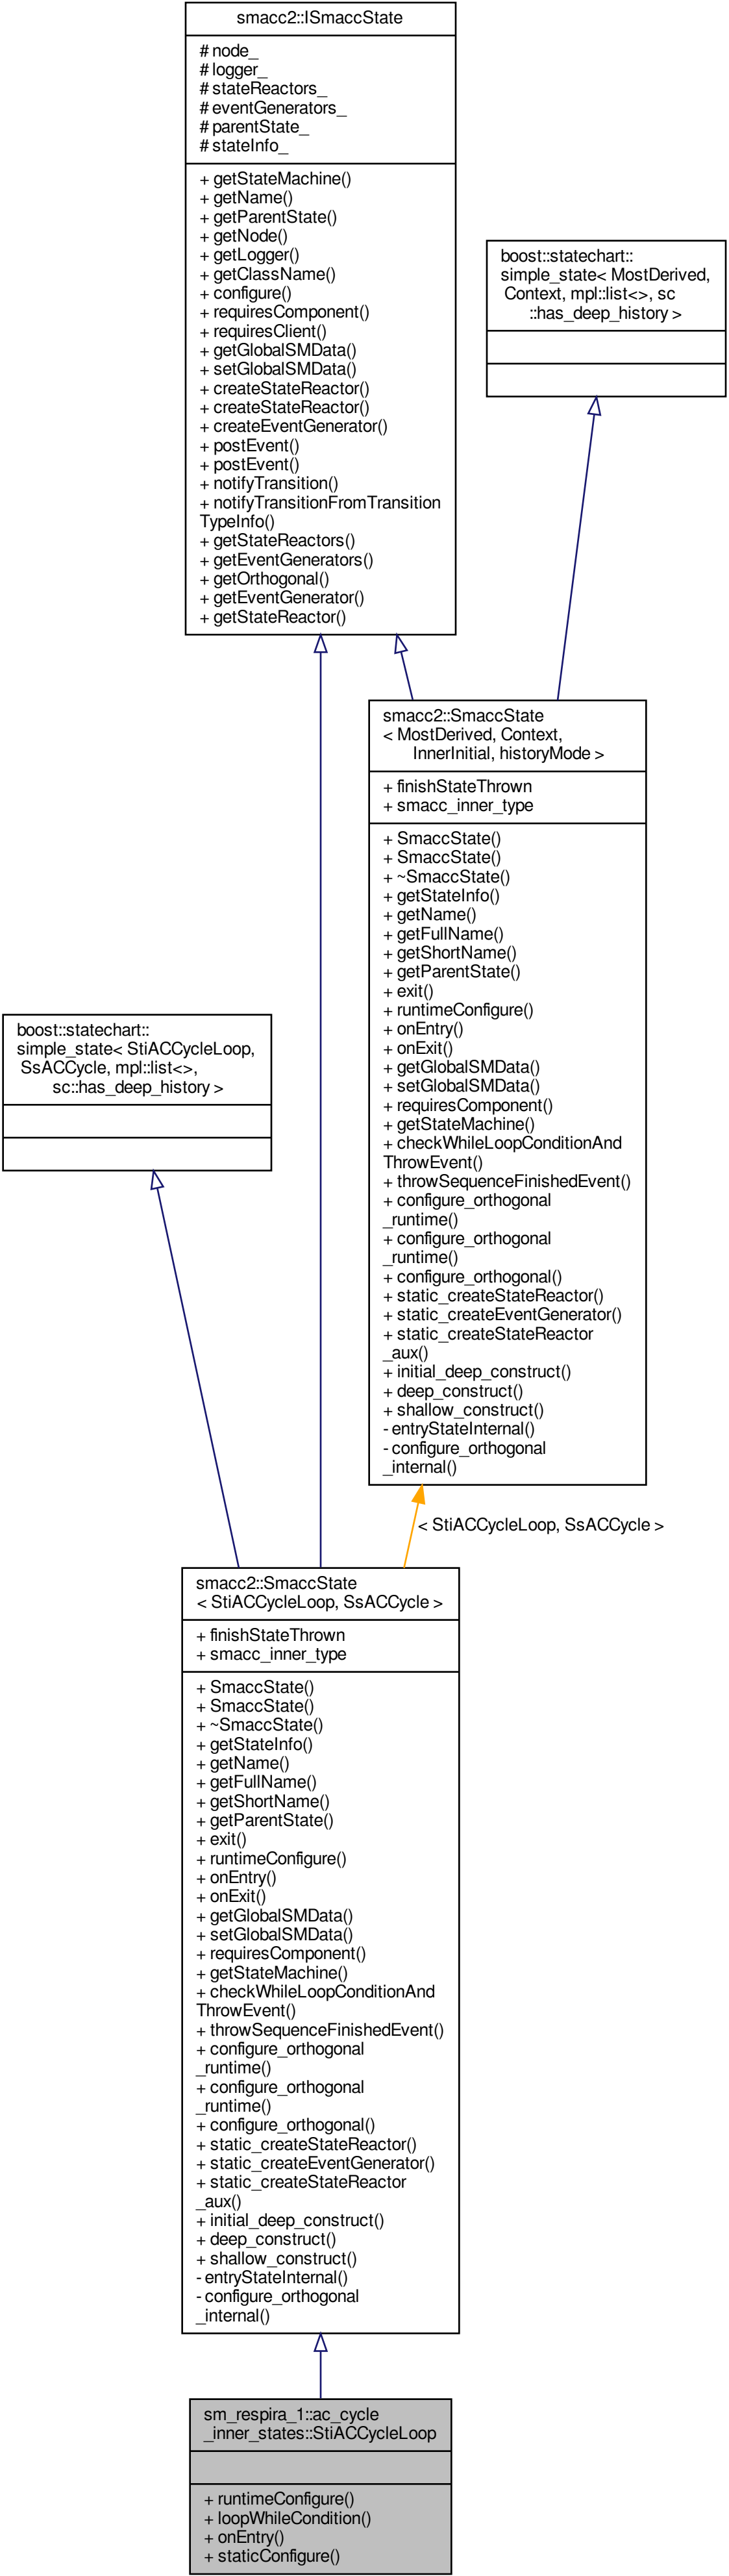 smacc2::ISmaccState
# node_
# logger_
# stateReactors_
# eventGenerators_
# parentState_
# stateInfo_
+ getStateMachine()
+ getName()
+ getParentState()
+ getNode()
+ getLogger()
+ getClassName()
+ configure()
+ requiresComponent()
+ requiresClient()
+ getGlobalSMData()
+ setGlobalSMData()
+ createStateReactor()
+ createStateReactor()
+ createEventGenerator()
+ postEvent()
+ postEvent()
+ notifyTransition()
+ notifyTransitionFromTransition
TypeInfo()
+ getStateReactors()
+ getEventGenerators()
+ getOrthogonal()
+ getEventGenerator()
+ getStateReactor()
boost::statechart::
simple_state< MostDerived,
Context, mpl::list<>, sc
::has_deep_history >
smacc2::SmaccState
< MostDerived, Context,
InnerInitial, historyMode >
+ finishStateThrown
+ smacc_inner_type
+ SmaccState()
+ SmaccState()
+ ~SmaccState()
+ getStateInfo()
+ getName()
+ getFullName()
+ getShortName()
+ getParentState()
+ exit()
+ runtimeConfigure()
+ onEntry()
+ onExit()
+ getGlobalSMData()
+ setGlobalSMData()
+ requiresComponent()
+ getStateMachine()
+ checkWhileLoopConditionAnd
ThrowEvent()
+ throwSequenceFinishedEvent()
+ configure_orthogonal
_runtime()
+ configure_orthogonal
_runtime()
+ configure_orthogonal()
+ static_createStateReactor()
+ static_createEventGenerator()
+ static_createStateReactor
_aux()
+ initial_deep_construct()
+ deep_construct()
+ shallow_construct()
- entryStateInternal()
- configure_orthogonal
_internal()
boost::statechart::
simple_state< StiACCycleLoop,
SsACCycle, mpl::list<>,
sc::has_deep_history >
< StiACCycleLoop, SsACCycle >
smacc2::SmaccState
< StiACCycleLoop, SsACCycle >
+ finishStateThrown
+ smacc_inner_type
+ SmaccState()
+ SmaccState()
+ ~SmaccState()
+ getStateInfo()
+ getName()
+ getFullName()
+ getShortName()
+ getParentState()
+ exit()
+ runtimeConfigure()
+ onEntry()
+ onExit()
+ getGlobalSMData()
+ setGlobalSMData()
+ requiresComponent()
+ getStateMachine()
+ checkWhileLoopConditionAnd
ThrowEvent()
+ throwSequenceFinishedEvent()
+ configure_orthogonal
_runtime()
+ configure_orthogonal
_runtime()
+ configure_orthogonal()
+ static_createStateReactor()
+ static_createEventGenerator()
+ static_createStateReactor
_aux()
+ initial_deep_construct()
+ deep_construct()
+ shallow_construct()
- entryStateInternal()
- configure_orthogonal
_internal()
sm_respira_1::ac_cycle
_inner_states::StiACCycleLoop
+ runtimeConfigure()
+ loopWhileCondition()
+ onEntry()
+ staticConfigure()